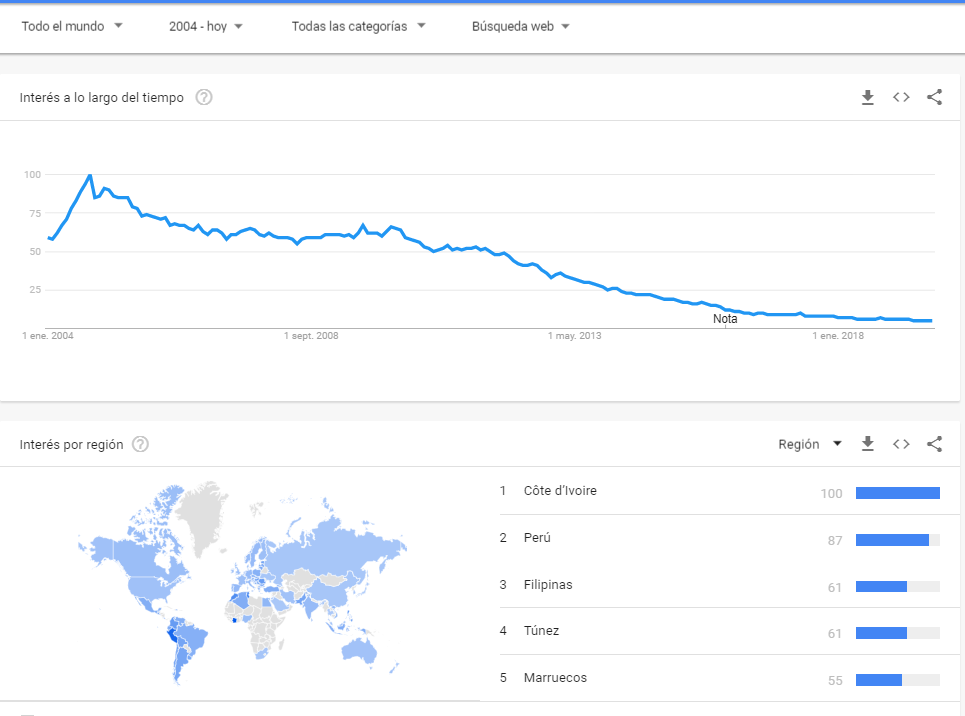 Todo el mundo 2004 - hoy Todas las categorías Búsqueda web
Interés a lo largo del tiempo ?
100
75
50
25
Nota
1 ene. 2004 1 sept. 2008 1 may. 2013 1 ene. 2018
Interés por región ? Región
1 Côte d’Ivoire 100
2 Perú 87
3 Filipinas 61
4 Túnez 61
5 Marruecos 55